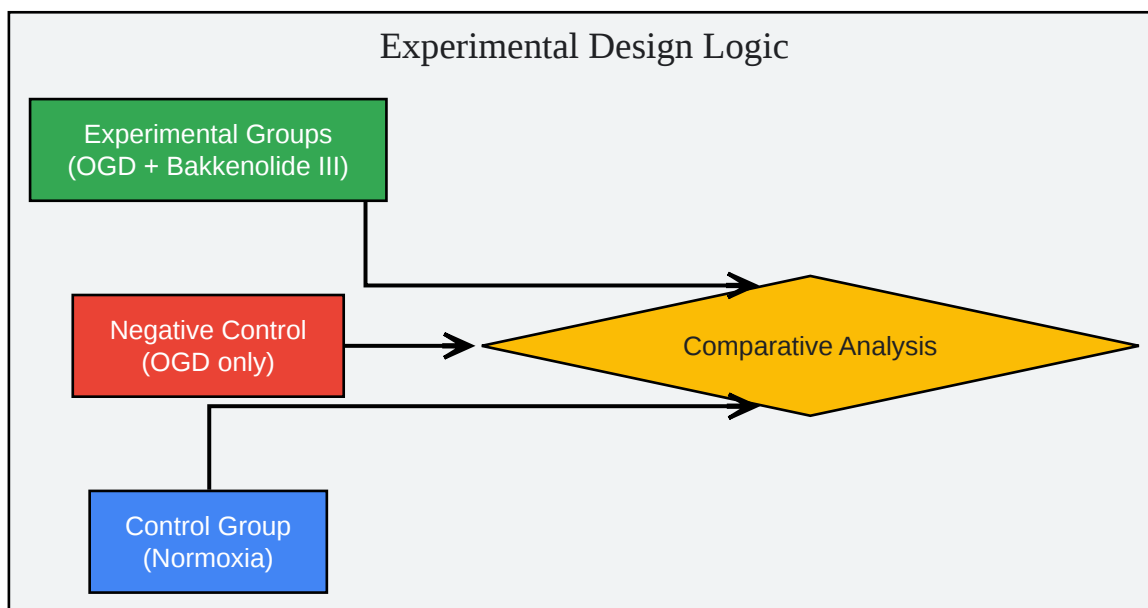 Experimental Design Logic
Experimental Groups
(OGD + Bakkenolide III)
Negative Control
(OGD only)
Comparative Analysis
Control Group
(Normoxia)